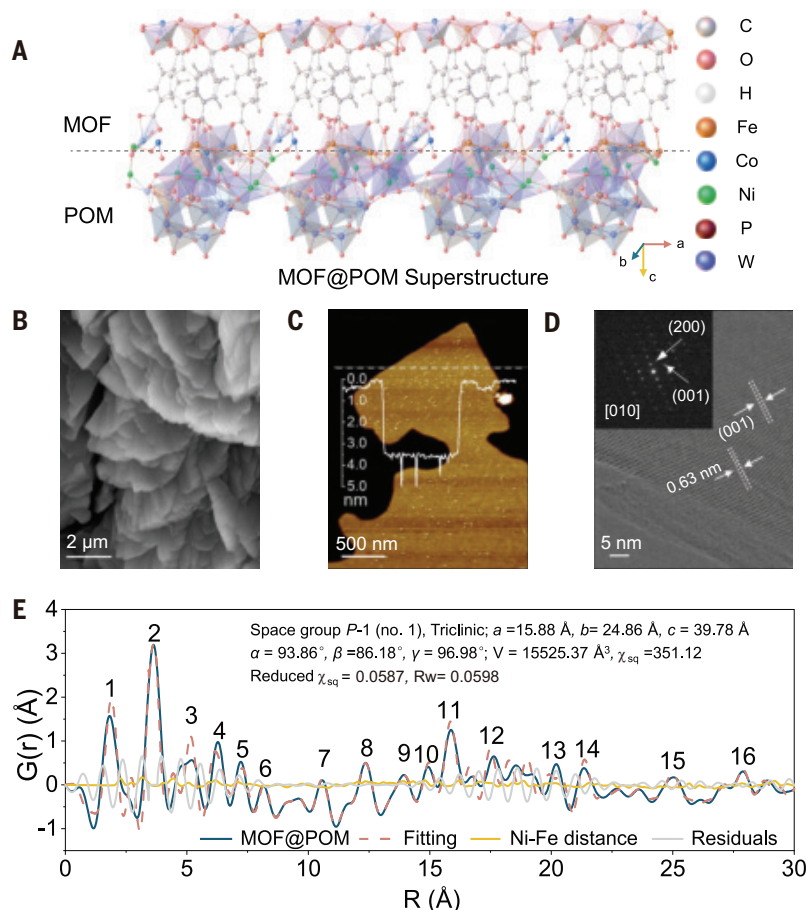 A
MOF
POM
MOF@POM Superstructure
a
b
c
C
O
H
Fe
Co
Ni
P
W
B
2 µm
C
0.0
1.0
2.0
3.0
4.0
5.0
nm
500 nm
D
(200)
(001)
[010]
(001)
0.63 nm
5 nm
E
Space group P-1 (no. 1), Triclinic; a =15.88 Å, b= 24.86 Å, c = 39.78 Å
α = 93.86°, β =86.18°, γ = 96.98°; V = 15525.37 Å³, χsq =351.12
Reduced χsq = 0.0587, Rw= 0.0598
G(r) (Å)
4
3
2
1
0
-1
1
2
3
4
5
6
7
8
9
10
11
12
13
14
15
16
MOF@POM
Fitting
Ni-Fe distance
Residuals
0
5
10
15
20
25
30
R (Å)